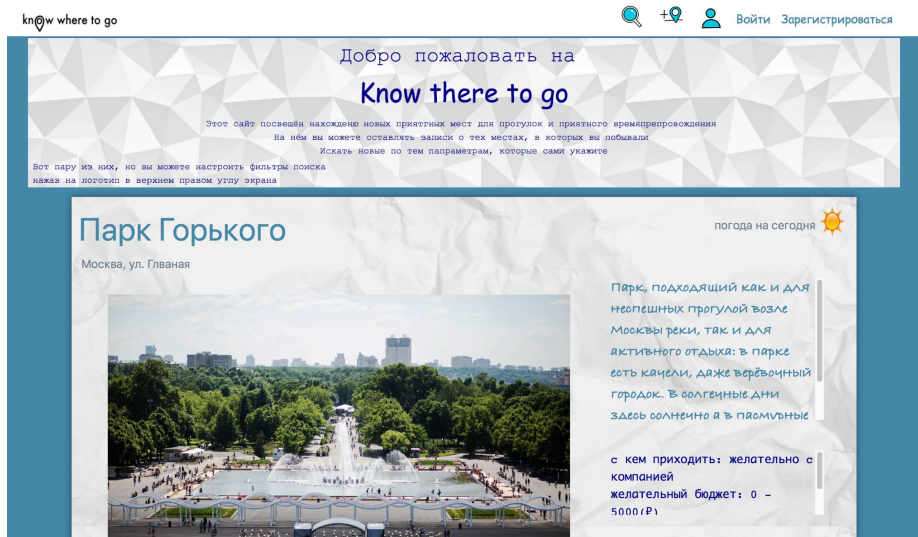 know where to go
Войти Зарегистрироваться
Добро пожаловать на
Know there to go
Этот сайт посвещён нахождению новых приятгных мест для прогулок и приятного времяпрепровождения
На нём вы можете оставлять записи о тех местах, в которых вы побывали
Искать новые по тем папраметрам, которые сами укажите
Вот пару из них, но вы можете настроить фильтры поиска
нажав на логотип в верхнем правом углу экрана
Парк Горького
погода на сегодня
Москва, ул. Глваная
Парк, подходящий как и для
неспешных прогулой возле
Москвы реки, так и для
активного отдыха: в парке
есть качели, даже верёвочный
городок. В солгечные дни
здесь солнечно а в пасмурные
с кем приходить: желательно с
компанией
желательный бюджет: 0 -
5000(₽)